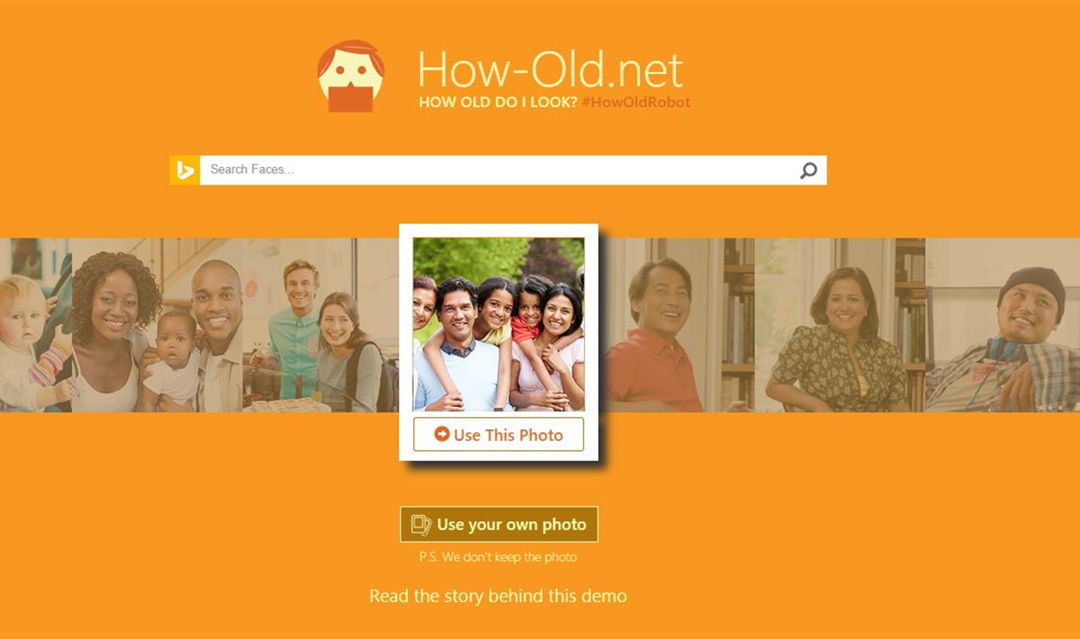 How-Old.net
HOW OLD DO I LOOK? #HowOldRobot
Search Faces...
Use This Photo
Use your own photo
P.S. We don't keep the photo
Read the story behind this demo